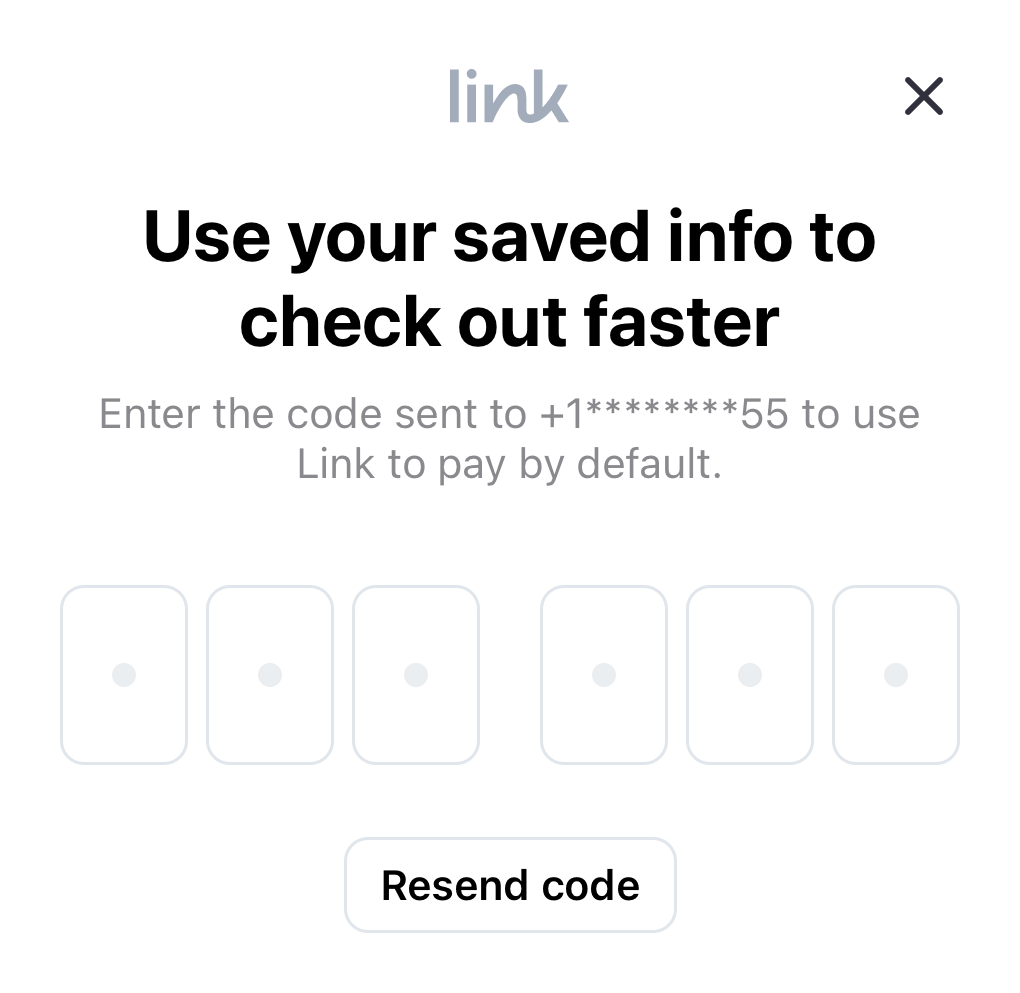 link
Use your saved info to
check out faster
Enter the code sent to +1********55 to use
Link to pay by default.
Resend code